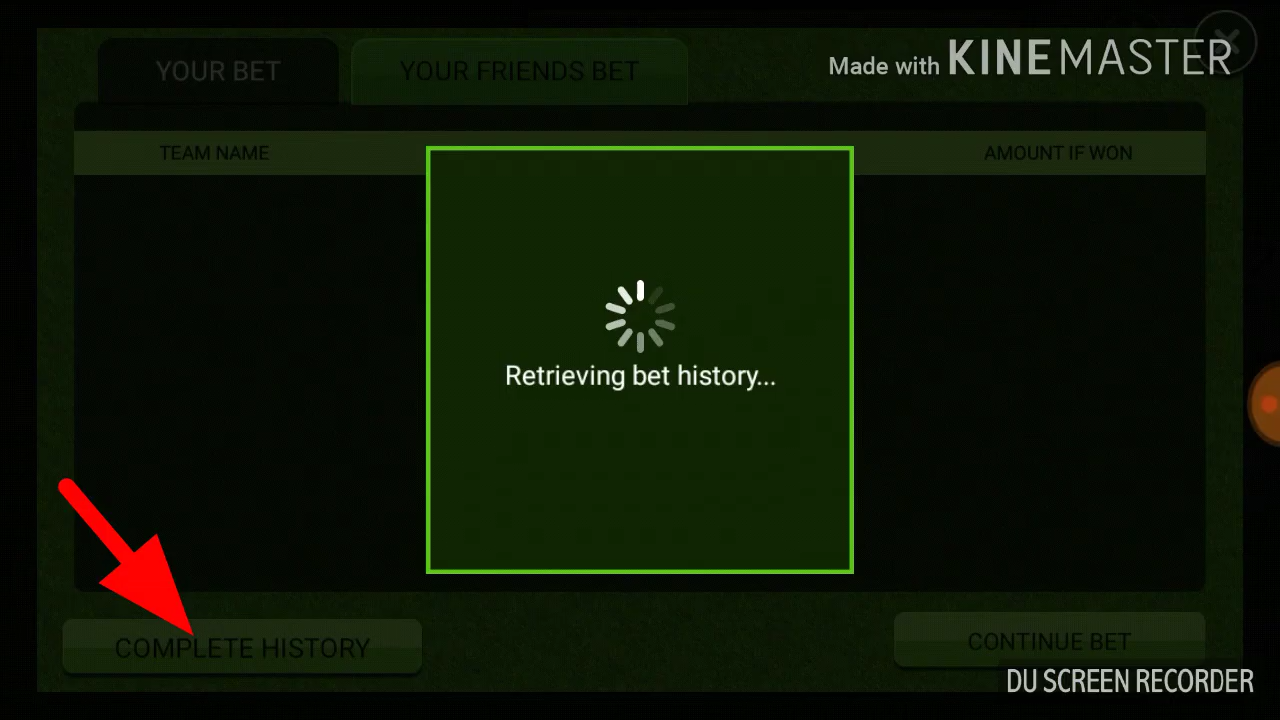 YOUR BET
YOUR FRIENDS BET
Made with KINEMASTER
TEAM NAME
AMOUNT IF WON
Retrieving bet history...
COMPLETE HISTORY
CONTINUE BET
DU SCREEN RECORDER